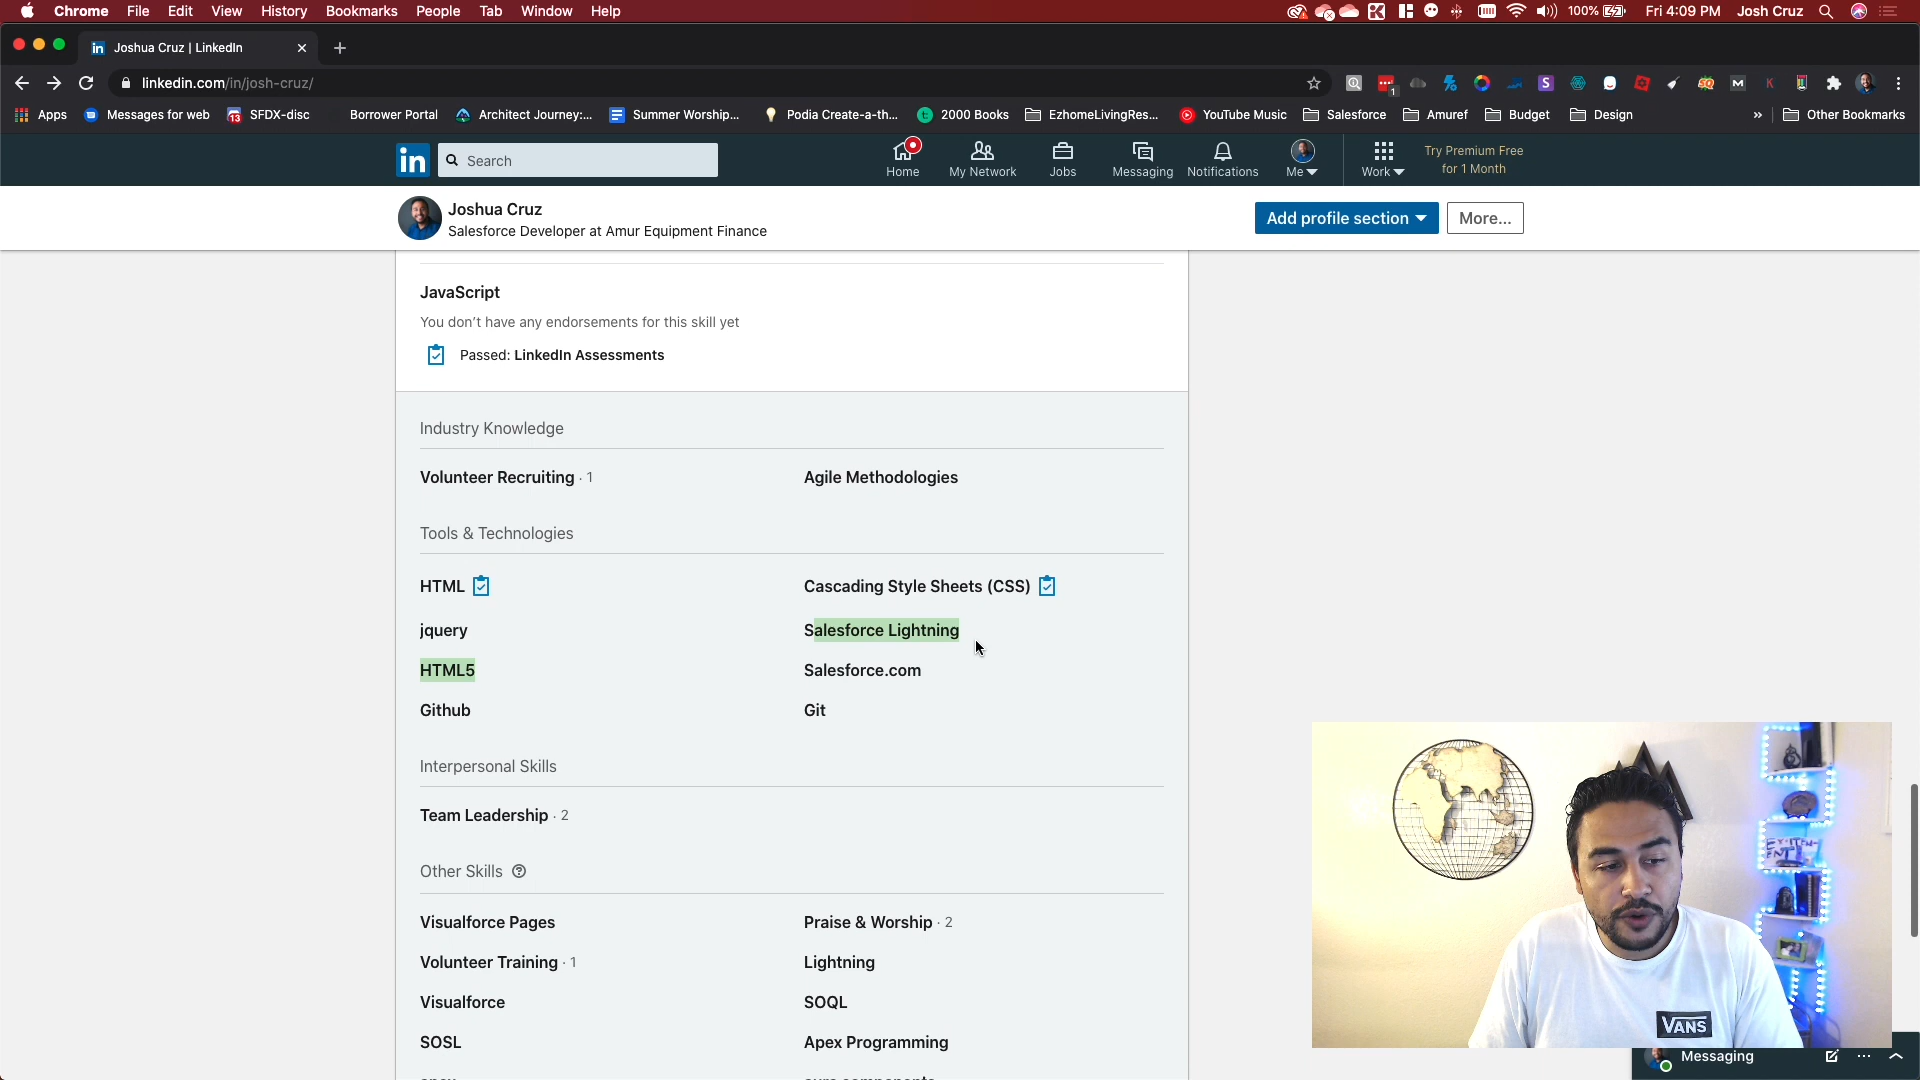 Chrome File Edit View History Bookmarks People Tab Window Help 100% Fri 4:09 PM Josh Cruz
in Joshua Cruz | LinkedIn
linkedin.com/in/josh-cruz/
Apps Messages for web 13 SFDX-disc Borrower Portal Architect Journey:... Summer Worship... Podia Create-a-th... 2000 Books EzhomeLivingRes... YouTube Music Salesforce Amuref Budget Design » Other Bookmarks
in Search Home My Network Jobs Messaging Notifications Me Work Try Premium Free
for 1 Month
Joshua Cruz
Salesforce Developer at Amur Equipment Finance
Add profile section More...
JavaScript
You don't have any endorsements for this skill yet
Passed: LinkedIn Assessments
Industry Knowledge
Volunteer Recruiting · 1 Agile Methodologies
Tools & Technologies
HTML Cascading Style Sheets (CSS)
jquery Salesforce Lightning
HTML5 Salesforce.com
Github Git
Interpersonal Skills
Team Leadership · 2
Other Skills
Visualforce Pages Praise & Worship · 2
Volunteer Training · 1 Lightning
Visualforce SOQL
SOSL Apex Programming
VANS
Messaging